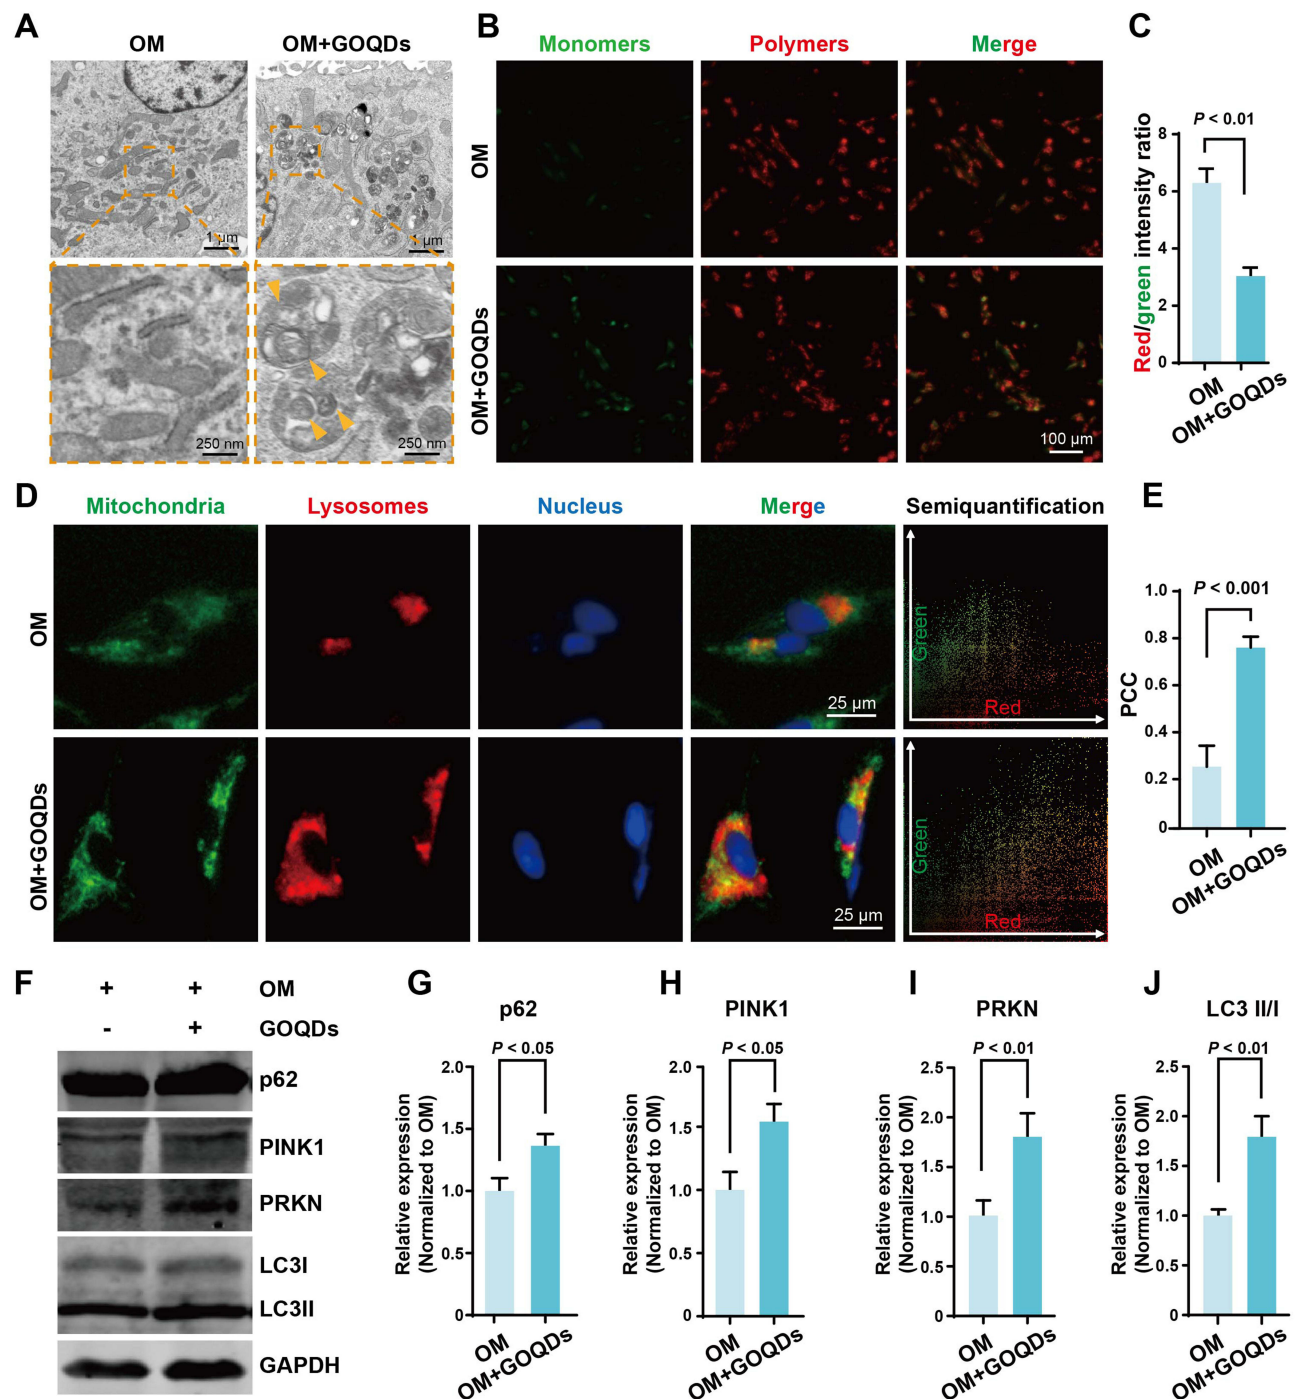 A
OM
OM+GOQDs
1 µm
1 µm
250 nm
250 nm
B
Monomers
Polymers
Merge
OM
OM+GOQDs
100 µm
C
P < 0.01
Red/green intensity ratio
8
6
4
2
0
OM
OM+GOQDs
D
Mitochondria
Lysosomes
Nucleus
Merge
Semiquantification
OM
25 µm
Green
Red
OM+GOQDs
25 µm
Green
Red
E
P < 0.001
PCC
1.0
0.8
0.6
0.4
0.2
0
OM
OM+GOQDs
F
+ + OM
- + GOQDs
p62
PINK1
PRKN
LC3I
LC3II
GAPDH
G
p62
P < 0.05
Relative expression
(Normalized to OM)
2.0
1.5
1.0
0.5
0
OM
OM+GOQDs
H
PINK1
P < 0.05
Relative expression
(Normalized to OM)
2.0
1.5
1.0
0.5
0
OM
OM+GOQDs
I
PRKN
P < 0.01
Relative expression
(Normalized to OM)
2.5
2.0
1.5
1.0
0.5
0
OM
OM+GOQDs
J
LC3 II/I
P < 0.01
Relative expression
(Normalized to OM)
2.5
2.0
1.5
1.0
0.5
0
OM
OM+GOQDs